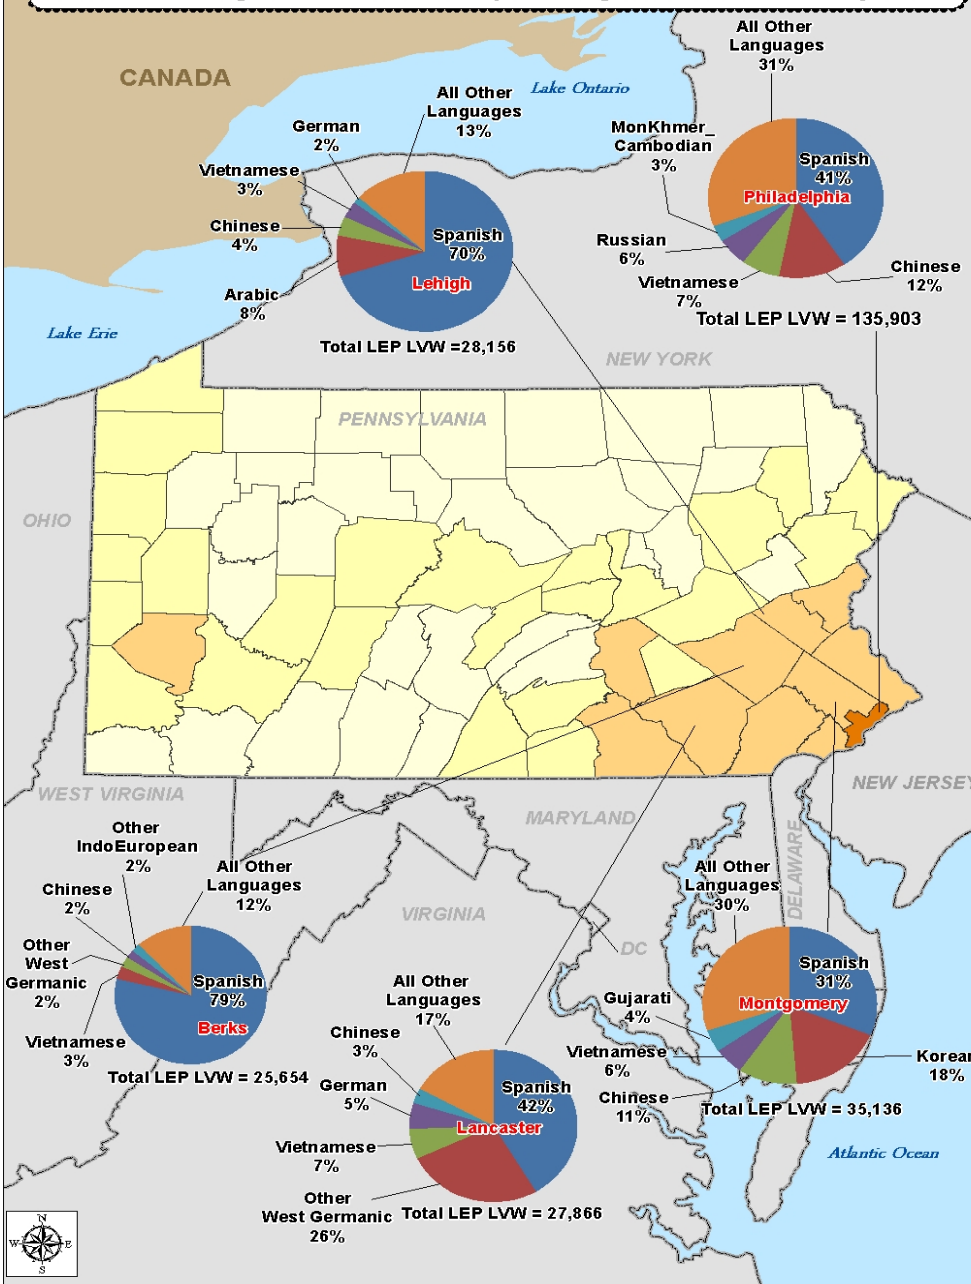 CANADA
Lake Ontario
All Other
Languages
31%
MonKhmer_
Cambodian
3%
Spanish
41%
Philadelphia
Russian
6%
Vietnamese
7%
Chinese
12%
Total LEP LVW = 135,903
All Other
Languages
13%
German
2%
Vietnamese
3%
Chinese
4%
Arabic
8%
Spanish
70%
Lehigh
Total LEP LVW =28,156
Lake Erie
NEW YORK
PENNSYLVANIA
OHIO
WEST VIRGINIA
MARYLAND
NEW JERSEY
DELAWARE
VIRGINIA
DC
Other
IndoEuropean
2%
All Other
Languages
12%
Chinese
2%
Other
West
Germanic
2%
Vietnamese
3%
Spanish
79%
Berks
Total LEP LVW = 25,654
All Other
Languages
17%
Chinese
3%
German
5%
Vietnamese
7%
Other
West Germanic
26%
Spanish
42%
Lancaster
Total LEP LVW = 27,866
All Other
Languages
30%
Gujarati
4%
Vietnamese
6%
Chinese
11%
Spanish
31%
Montgomery
Korean
18%
Total LEP LVW = 35,136
Atlantic Ocean
N
W
E
S